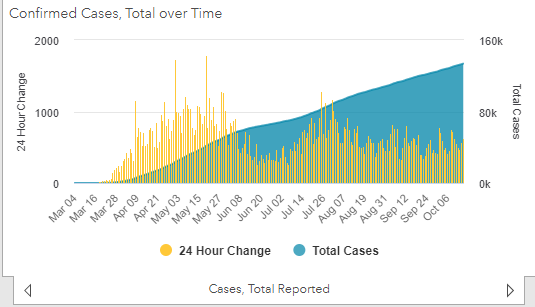 Confirmed Cases, Total over Time
2000
160k
24 Hour Change
Total Cases
1000
80k
0
0k
Mar 04
Mar 16
Mar 28
Apr 09
Apr 21
May 03
May 15
May 27
Jun 08
Jun 20
Jul 02
Jul 14
Jul 26
Aug 07
Aug 19
Aug 31
Sep 12
Sep 24
Oct 06
24 Hour Change
Total Cases
Cases, Total Reported